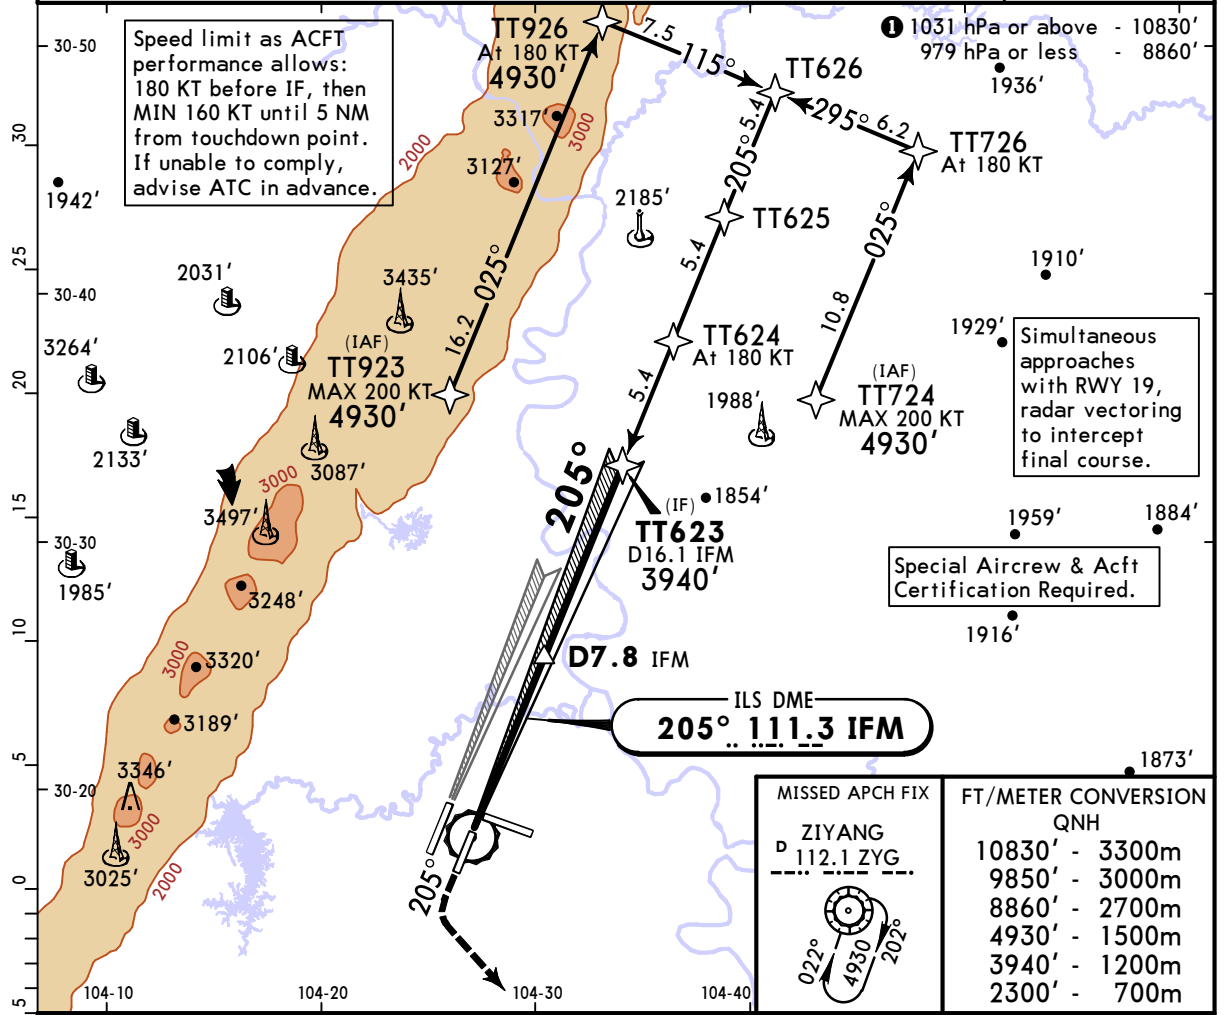 Speed limit as ACFT
performance allows:
180 KT before IF, then
MIN 160 KT until 5 NM
from touchdown point.
If unable to comply,
advise ATC in advance.
TT926
At 180 KT
4930'
7.5
115°
TT626
1 1031 hPa or above - 10830'
979 hPa or less - 8860'
1936'
295°
6.2
TT726
At 180 KT
5.4
205°
TT625
5.4
TT624
At 180 KT
5.4
025°
10.8
(IAF)
TT724
MAX 200 KT
4930'
3317'
3000
2000
3127'
2185'
1942'
2031'
3435'
025°
16.2
2106'
3264'
(IAF)
TT923
MAX 200 KT
4930'
2133'
3087'
1910'
1929'
1988'
Simultaneous
approaches
with RWY 19,
radar vectoring
to intercept
final course.
205°
(IF)
TT623
D16.1 IFM
3940'
1854'
3000
3497'
1985'
3248'
1959'
1884'
Special Aircrew & Acft
Certification Required.
1916'
3000
3320'
3189'
D7.8 IFM
ILS DME
205° 111.3 IFM
3346'
3000
3025'
2000
1873'
205°
MISSED APCH FIX
ZIYANG
D 112.1 ZYG
022°
4930
202°
FT/METER CONVERSION
QNH
10830' - 3300m
9850' - 3000m
8860' - 2700m
4930' - 1500m
3940' - 1200m
2300' - 700m
30-50
30-40
30-30
30-20
30
25
20
15
10
5
0
5
104-10
104-20
104-30
104-40